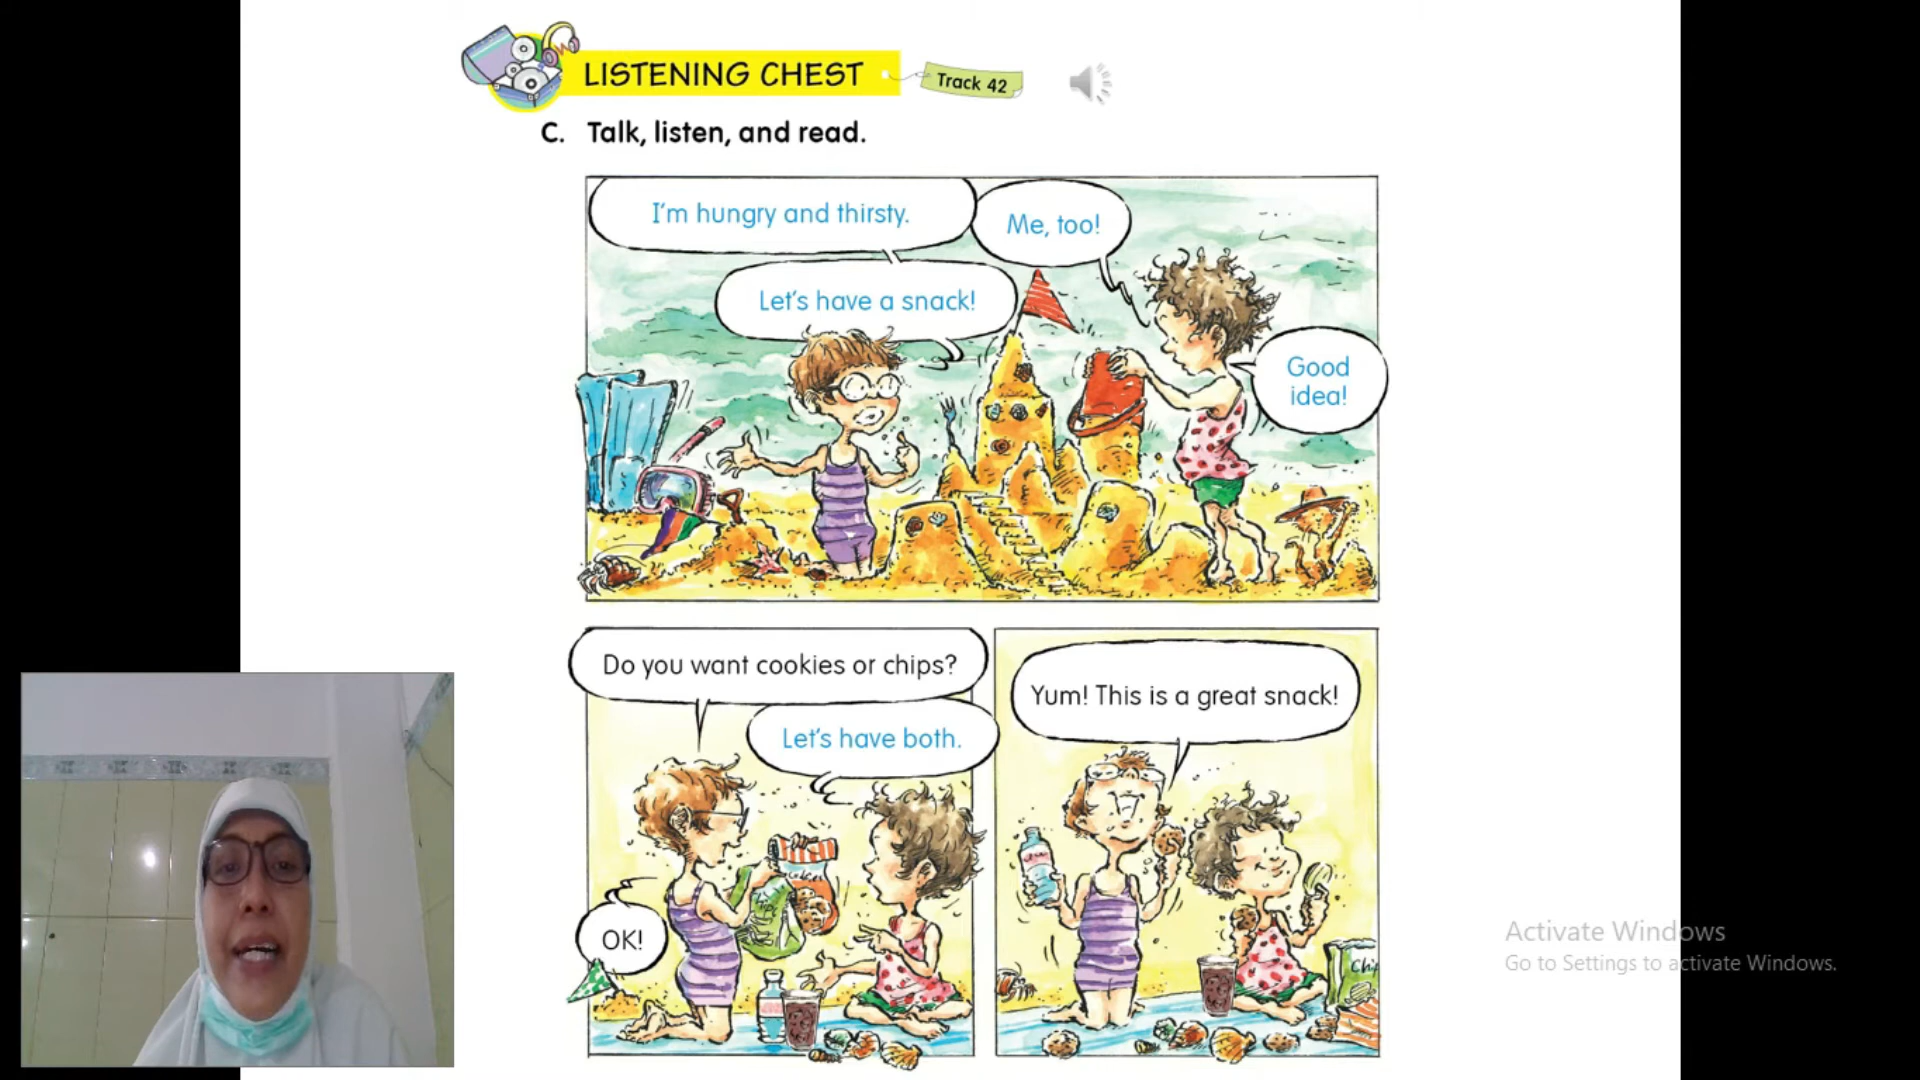 LISTENING CHEST
Track 42
C. Talk, listen, and read.
I'm hungry and thirsty.
Me, too!
Let's have a snack!
Good
idea!
Do you want cookies or chips?
Let's have both.
OK!
Yum! This is a great snack!
Activate Windows
Go to Settings to activate Windows.